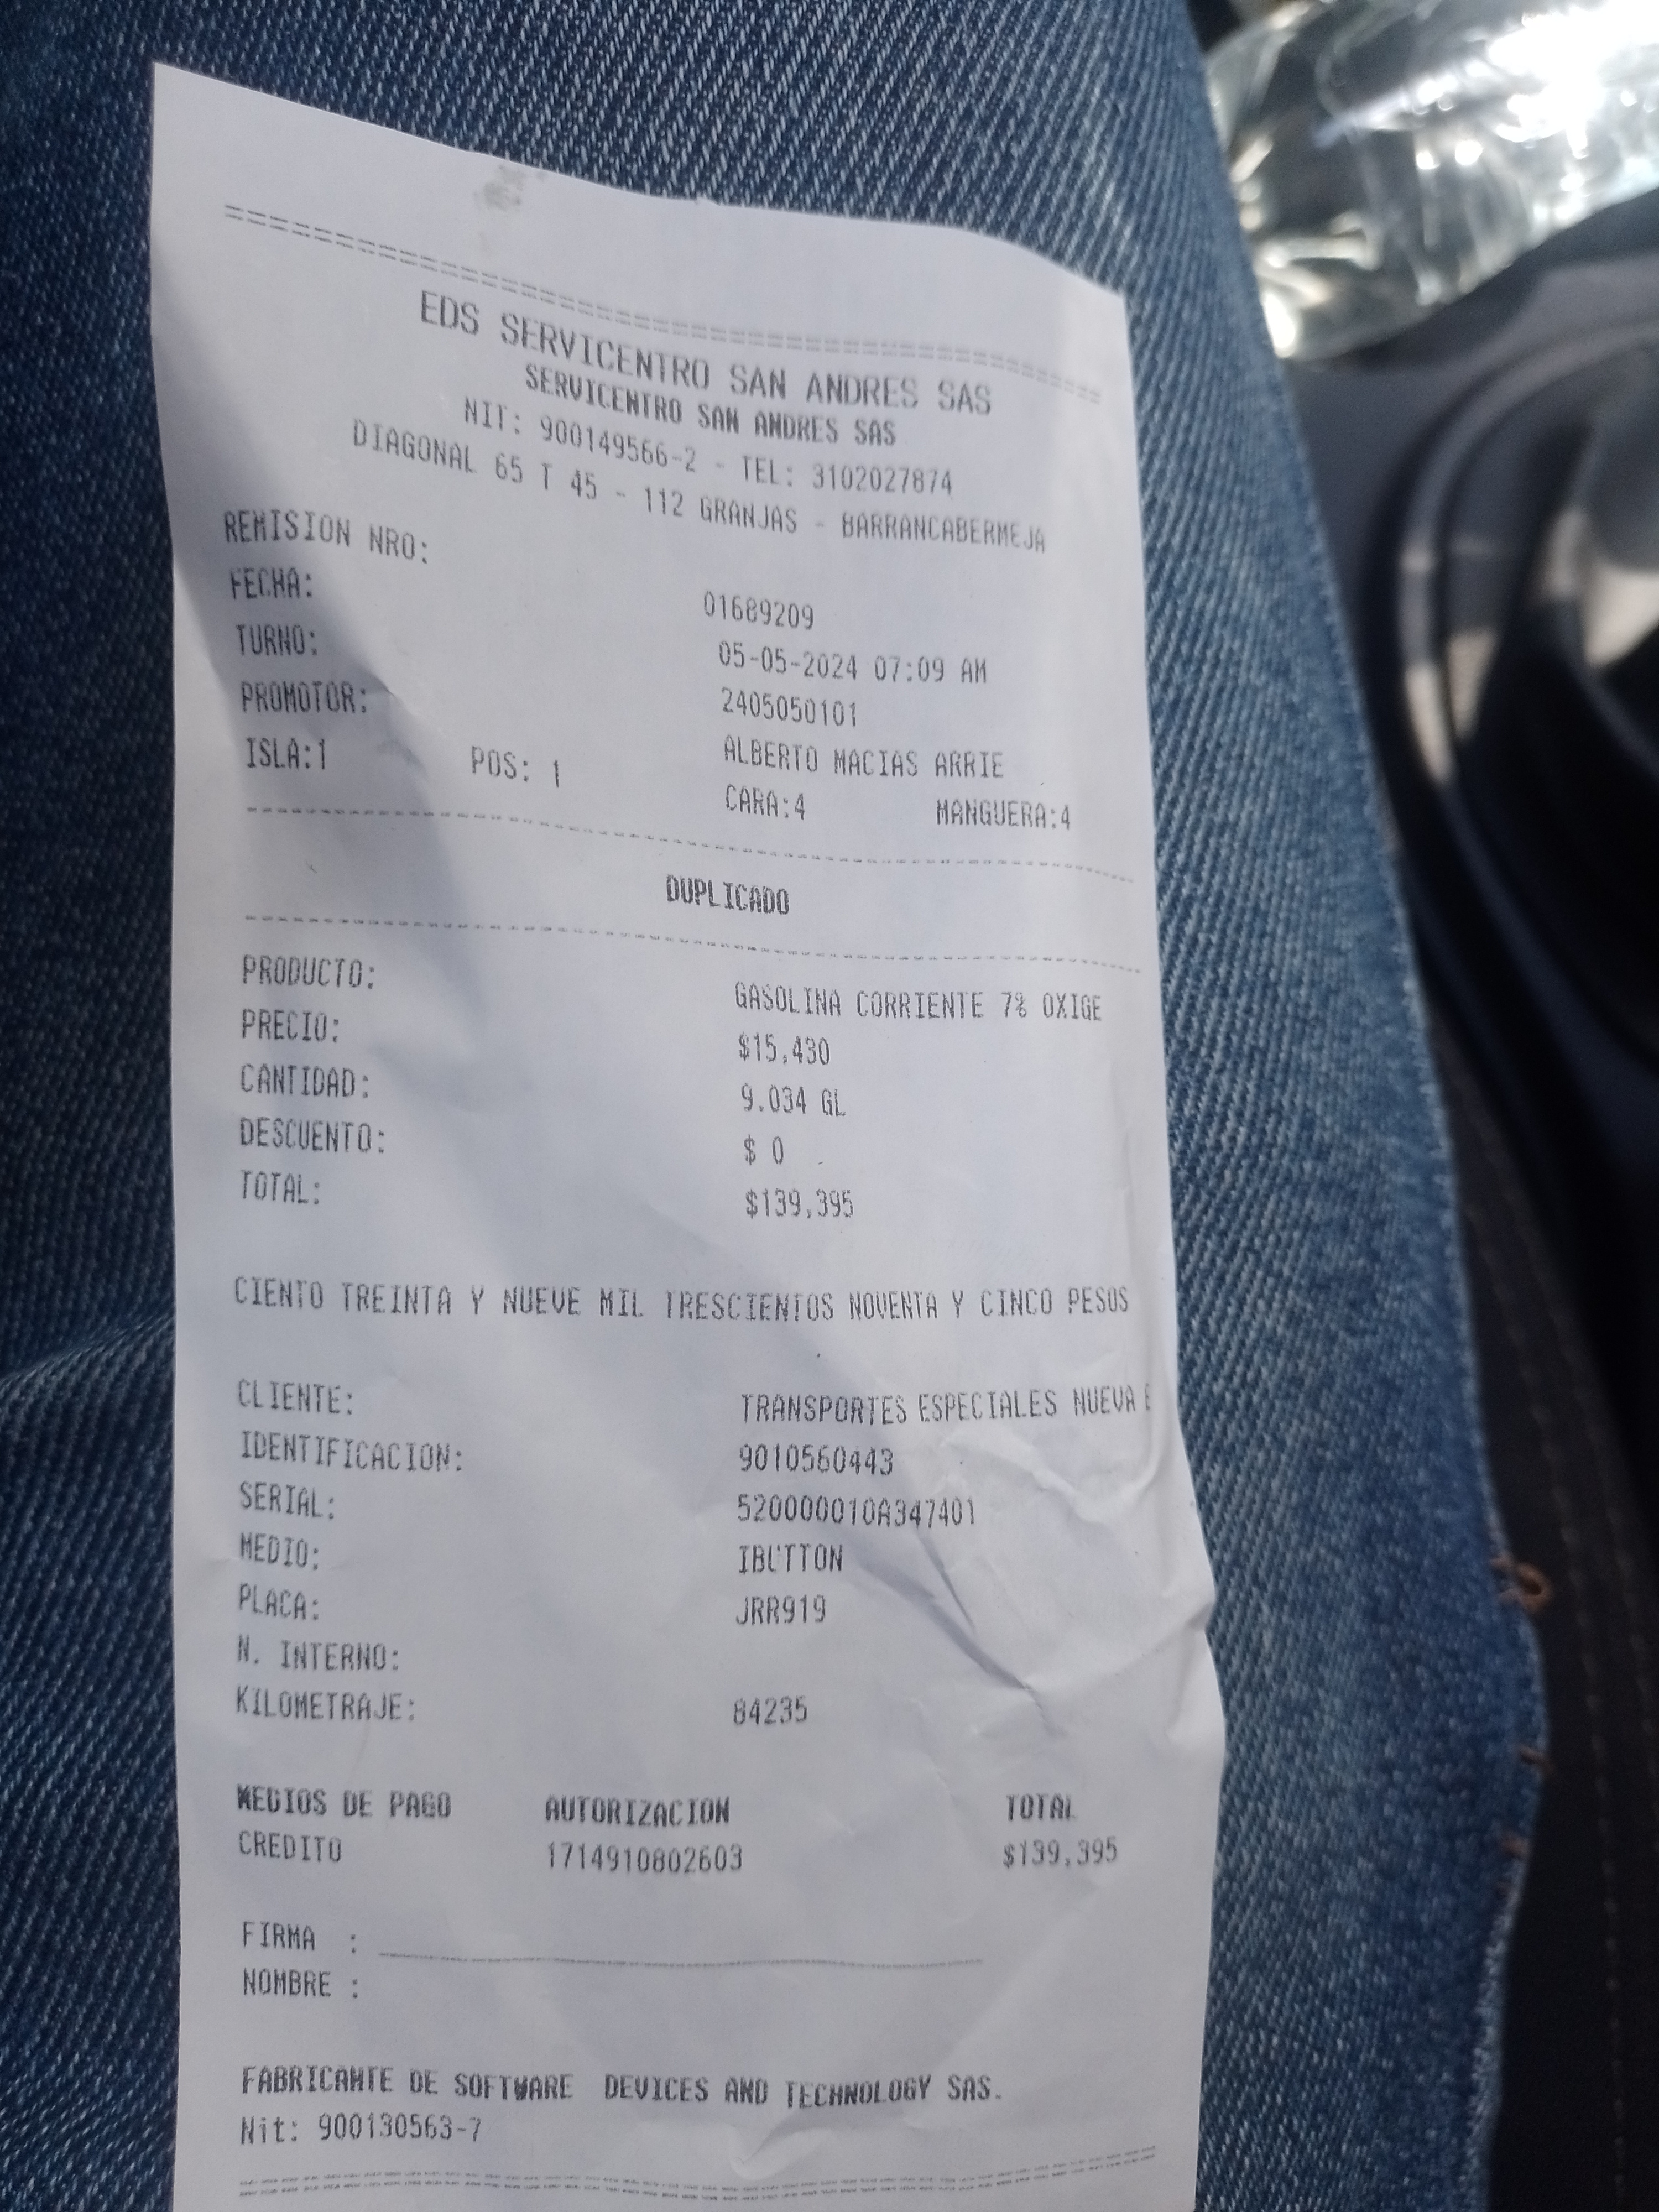 EDS SERVICENTRO SAN ANDRES SAS
SERVICENTRO SAN ANDRES SAS
NIT: 900149566-2 - TEL: 3102027874
DIAGONAL 65 T 45 - 112 GRANJAS - BARRANCABERMEJA
REMISION NRO: 01689209
FECHA: 05-05-2024 07:09 AM
TURNO: 2405050101
PROMOTOR: ALBERTO MACIAS ARRIE
ISLA:1 POS: 1 CARA:4 MANGUERA:4
DUPLICADO
PRODUCTO: GASOLINA CORRIENTE 7% OXIGE
PRECIO: $15,430
CANTIDAD: 9.034 GL
DESCUENTO: $ 0
TOTAL: $139,395
CIENTO TREINTA Y NUEVE MIL TRESCIENTOS NOVENTA Y CINCO PESOS
CLIENTE: TRANSPORTES ESPECIALES NUEVA E
IDENTIFICACION: 9010560443
SERIAL: 520000010A347401
MEDIO: IBUTTON
PLACA: JRR919
N. INTERNO:
KILOMETRAJE: 84235
MEDIOS DE PAGO AUTORIZACION TOTAL
CREDITO 1714910802603 $139,395
FIRMA :
NOMBRE :
FABRICANTE DE SOFTWARE DEVICES AND TECHNOLOGY SAS.
Nit: 900130563-7